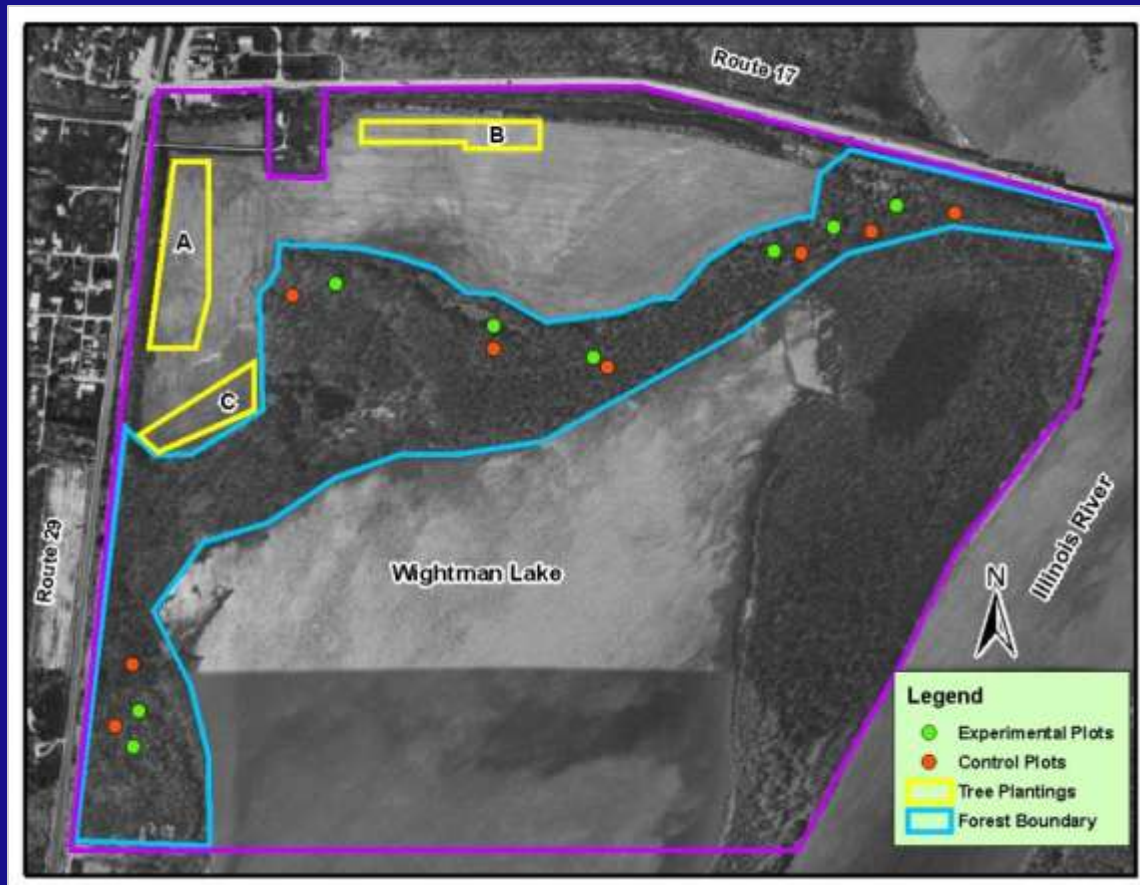 Route 17
B
A
C
Route 29
Wightman Lake
Illinois River
N
Legend
Experimental Plots
Control Plots
Tree Plantings
Forest Boundary